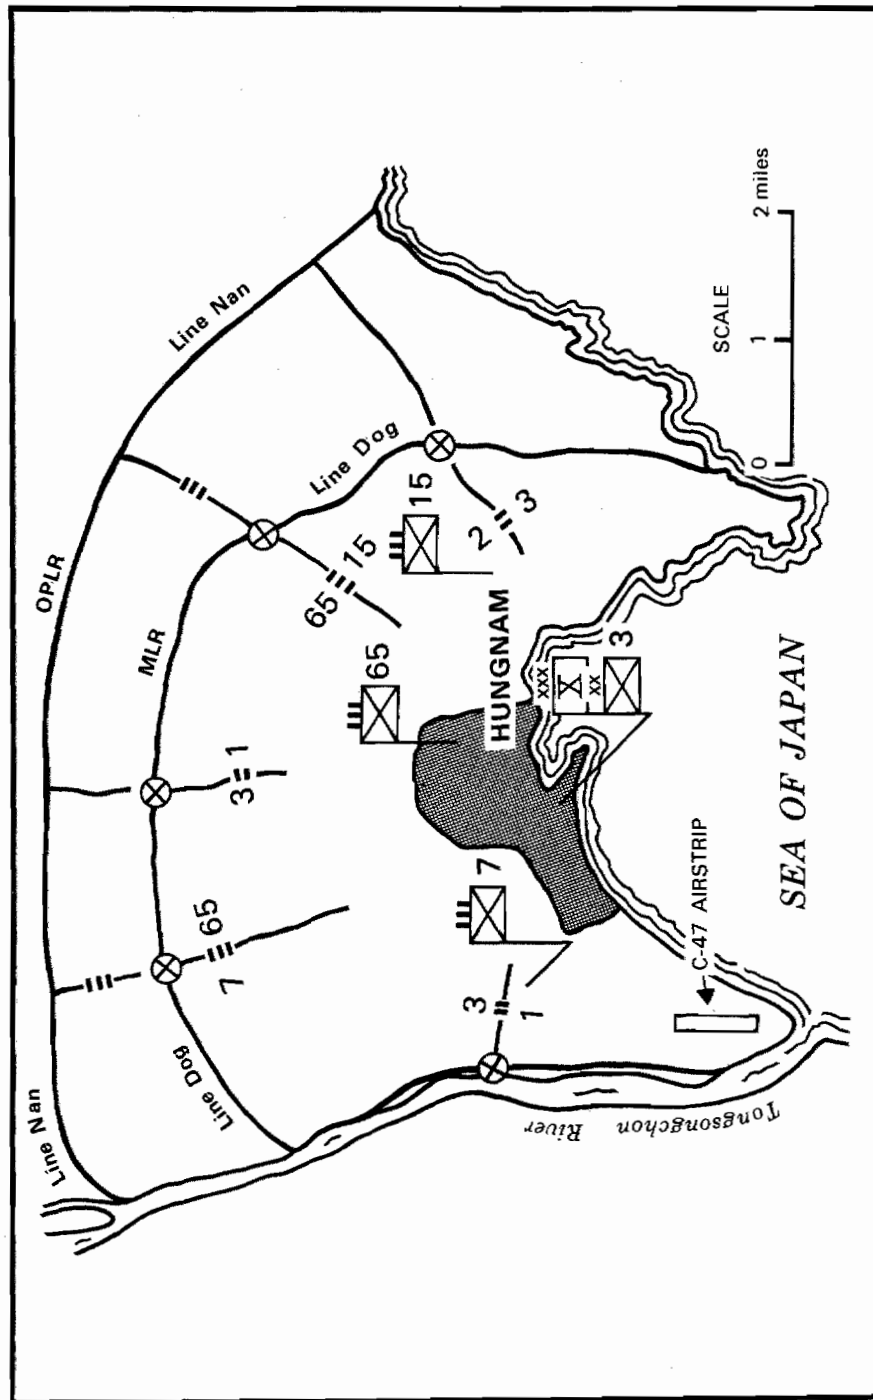 Line Nan
OPLR
Line Nan
MLR
Line Dog
Line Dog
3 1
7 65
65 15
15
65
2 3
3
1
7
HUNGNAM
XXX
X
XX
3
Tongsongchon River
C-47 AIRSTRIP
SEA OF JAPAN
SCALE
0 1 2 miles